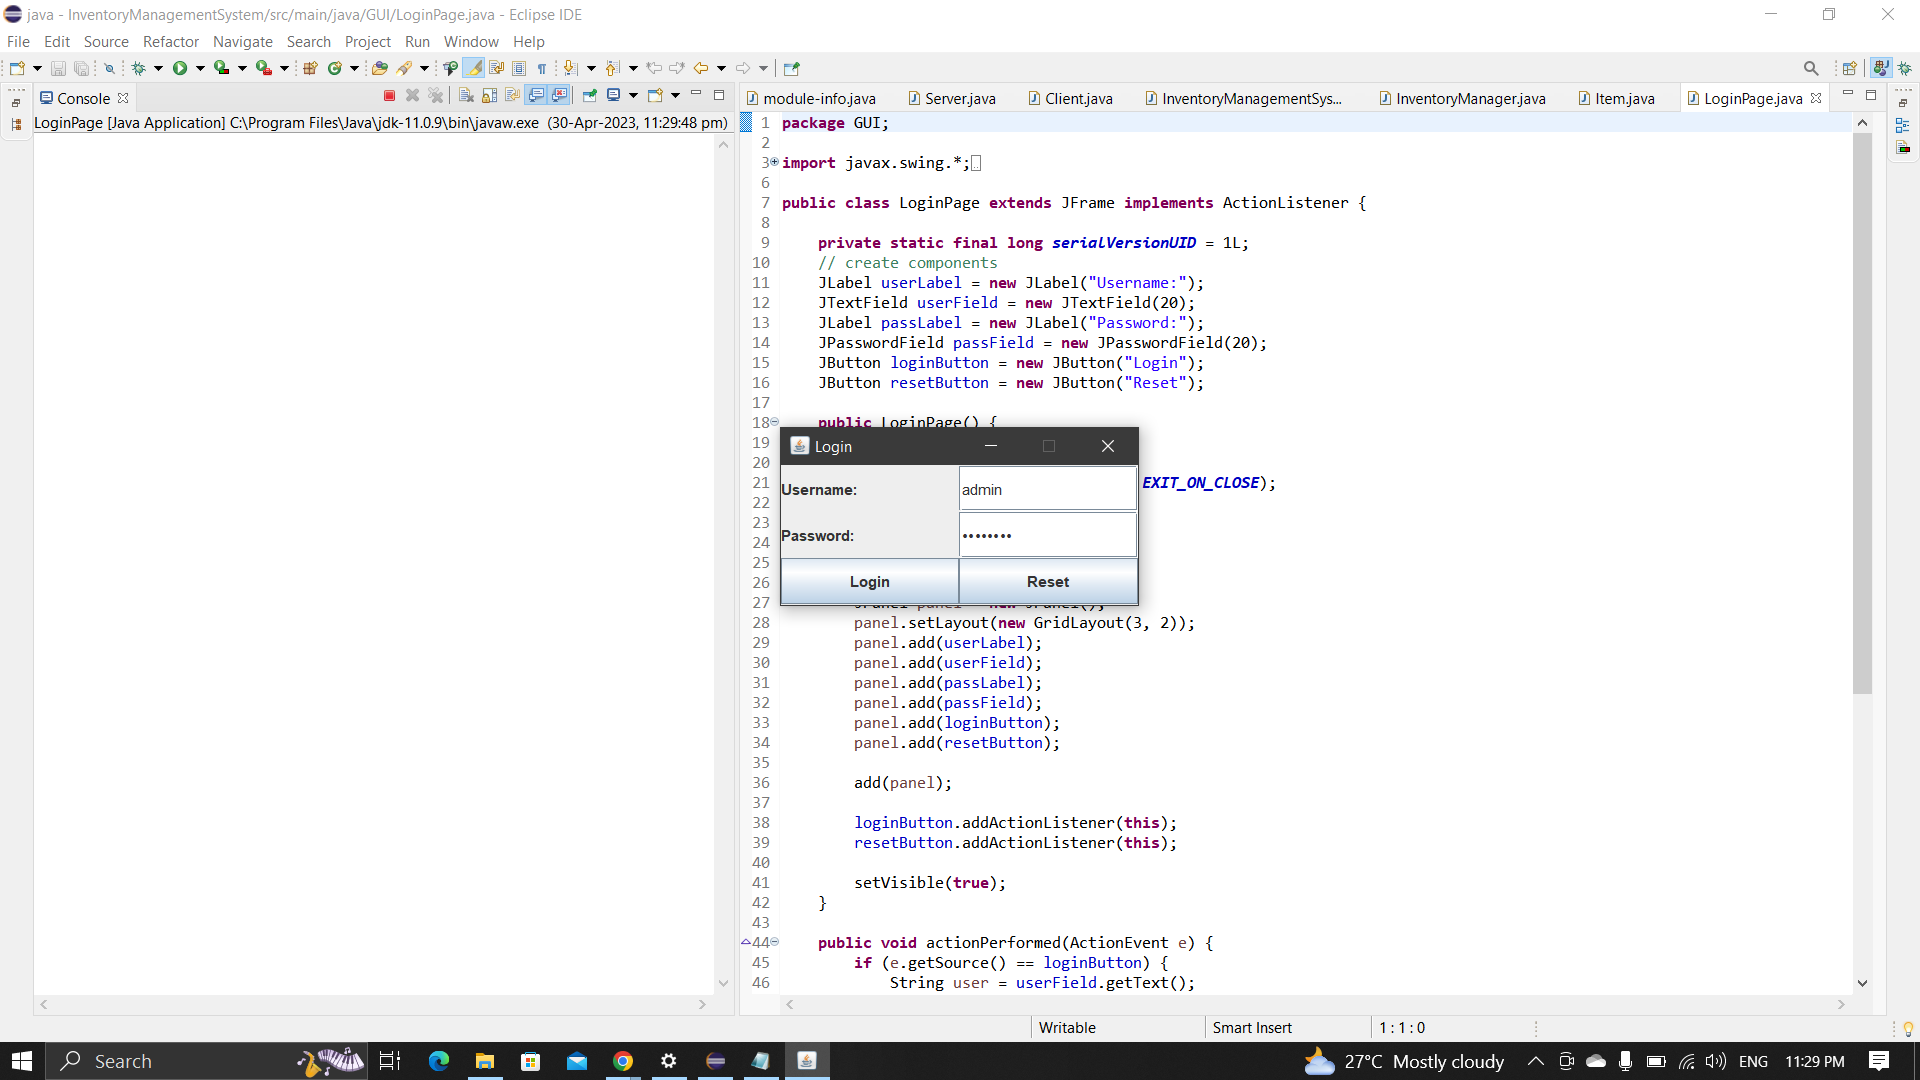 java - InventoryManagementSystem/src/main/java/GUI/LoginPage.java - Eclipse IDE
File Edit Source Refactor Navigate Search Project Run Window Help
Console
LoginPage [Java Application] C:\Program Files\Java\jdk-11.0.9\bin\javaw.exe (30-Apr-2023, 11:29:48 pm)
module-info.java Server.java Client.java InventoryManagementSys... InventoryManager.java Item.java LoginPage.java
1 package GUI;
2
3 import javax.swing.*;
6
7 public class LoginPage extends JFrame implements ActionListener {
8
9 private static final long serialVersionUID = 1L;
10 // create components
11 JLabel userLabel = new JLabel("Username:");
12 JTextField userField = new JTextField(20);
13 JLabel passLabel = new JLabel("Password:");
14 JPasswordField passField = new JPasswordField(20);
15 JButton loginButton = new JButton("Login");
16 JButton resetButton = new JButton("Reset");
17
18 public LoginPage() {
19
20
21 EXIT_ON_CLOSE);
22
23
24
25
26
27 JPanel panel = new JPanel();
Login
Username: admin
Password: ••••••••
Login Reset
28 panel.setLayout(new GridLayout(3, 2));
29 panel.add(userLabel);
30 panel.add(userField);
31 panel.add(passLabel);
32 panel.add(passField);
33 panel.add(loginButton);
34 panel.add(resetButton);
35
36 add(panel);
37
38 loginButton.addActionListener(this);
39 resetButton.addActionListener(this);
40
41 setVisible(true);
42 }
43
44 public void actionPerformed(ActionEvent e) {
45 if (e.getSource() == loginButton) {
46 String user = userField.getText();
Writable Smart Insert 1 : 1 : 0
Search 27°C Mostly cloudy ENG 11:29 PM